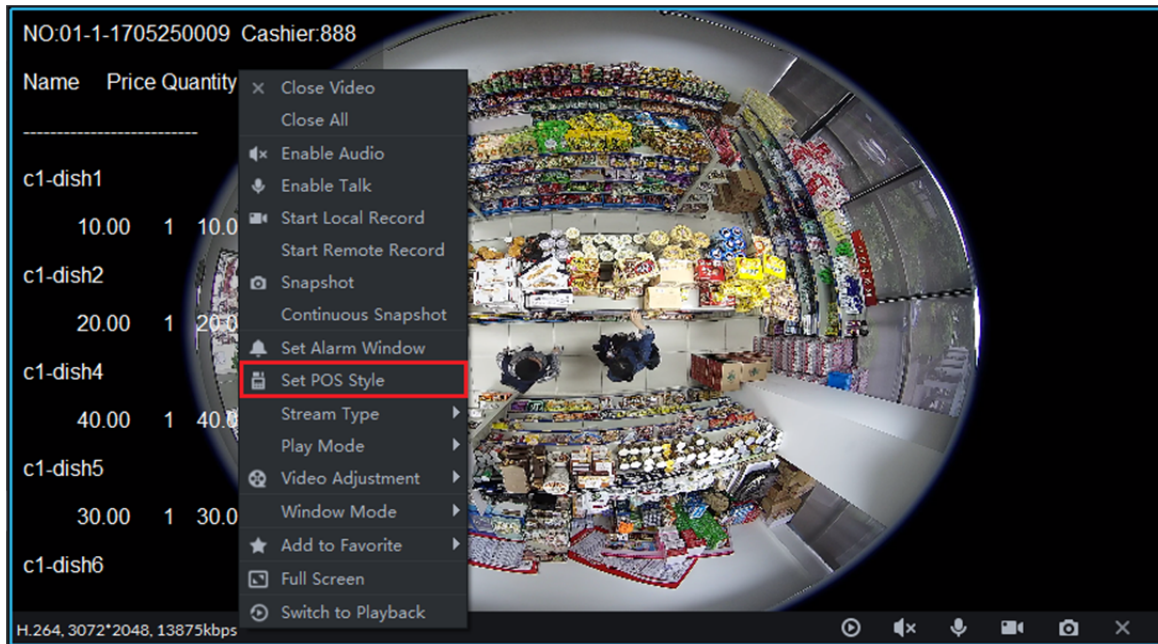 NO:01-1-1705250009 Cashier:888
Name Price Quantity
--------------------------
c1-dish1
10.00 1 10.0
c1-dish2
20.00 1 20.0
c1-dish4
40.00 1 40.0
c1-dish5
30.00 1 30.0
c1-dish6
Close Video
Close All
Enable Audio
Enable Talk
Start Local Record
Start Remote Record
Snapshot
Continuous Snapshot
Set Alarm Window
Set POS Style
Stream Type
Play Mode
Video Adjustment
Window Mode
Add to Favorite
Full Screen
Switch to Playback
H.264, 3072*2048, 13875kbps